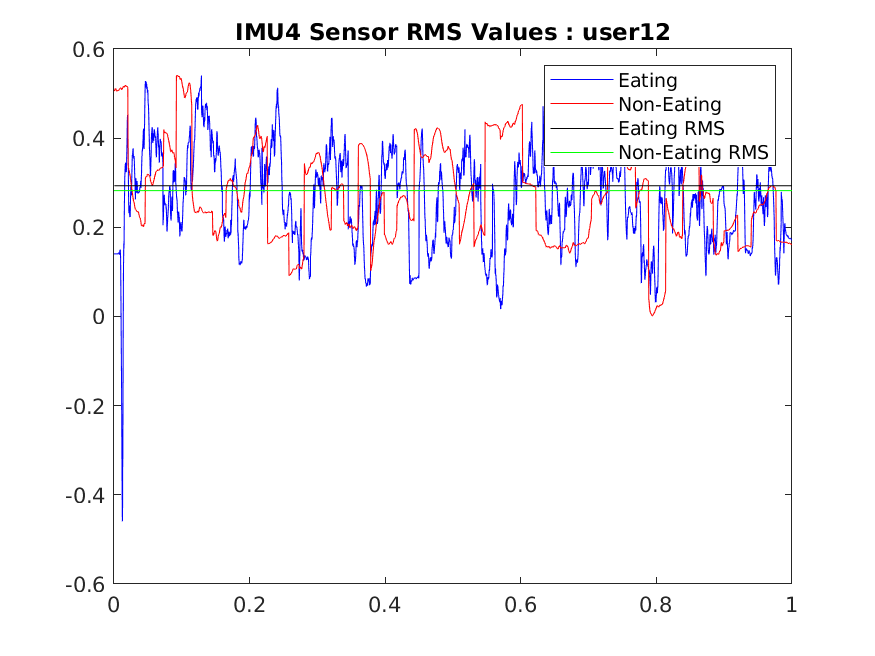 IMU4 Sensor RMS Values : user12
Eating
Non-Eating
Eating RMS
Non-Eating RMS
0.6
0.4
0.2
0
-0.2
-0.4
-0.6
0 0.2 0.4 0.6 0.8 1